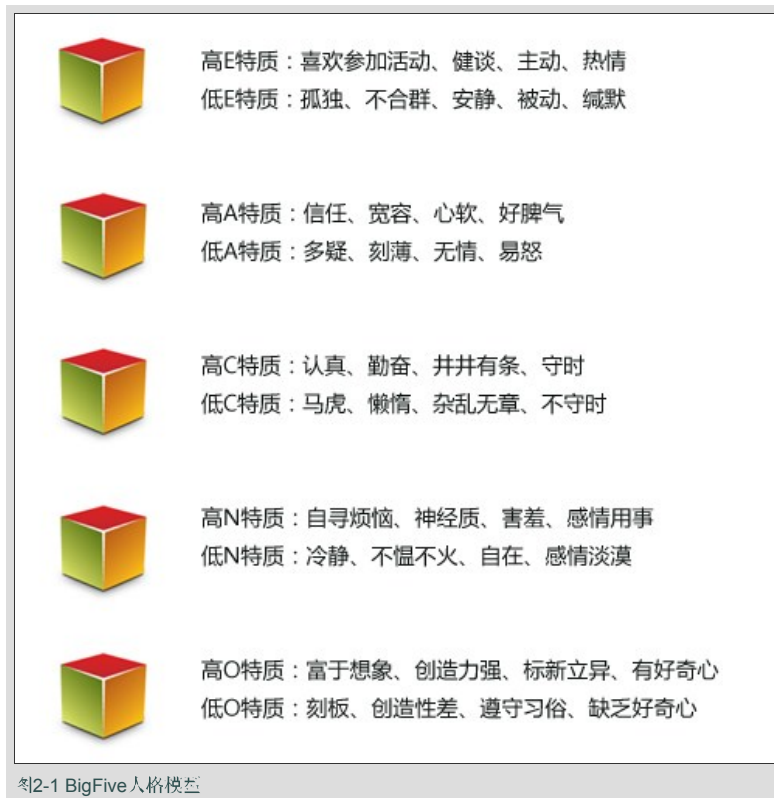 高E特质：喜欢参加活动、健谈、主动、热情
低E特质：孤独、不合群、安静、被动、缄默
高A特质：信任、宽容、心软、好脾气
低A特质：多疑、刻薄、无情、易怒
高C特质：认真、勤奋、井井有条、守时
低C特质：马虎、懒惰、杂乱无章、不守时
高N特质：自寻烦恼、神经质、害羞、感情用事
低N特质：冷静、不愠不火、自在、感情淡漠
高O特质：富于想象、创造力强、标新立异、有好奇心
低O特质：刻板、创造性差、遵守习俗、缺乏好奇心
图2-1 BigFive人格模型